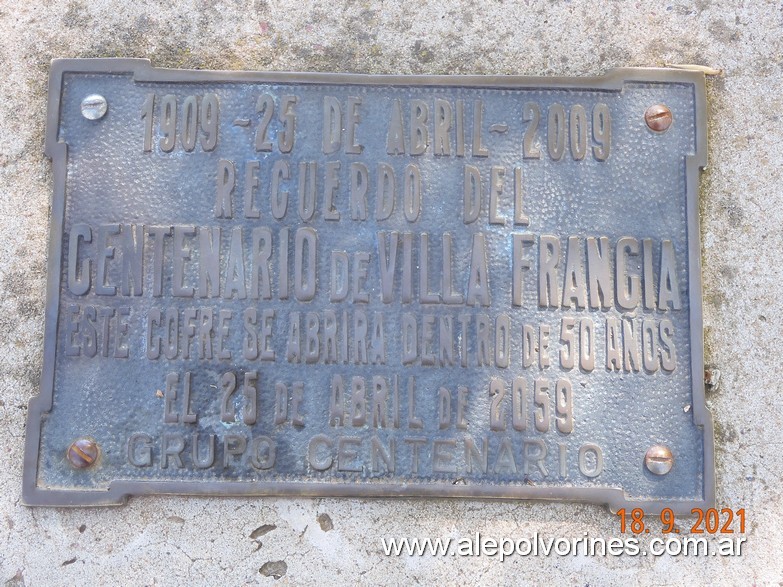 1909 - 25 DE ABRIL - 2009
RECUERDO DEL
CENTENARIO DE VILLA FRANCIA
ESTE COFRE SE ABRIRA DENTRO DE 50 AÑOS
EL 25 DE ABRIL DE 2059
GRUPO CENTENARIO
18.9.2021
www.alepolvorines.com.ar